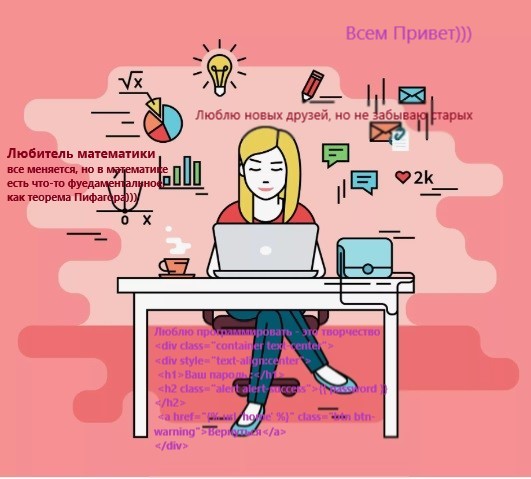 Всем Привет)))
√x
Люблю новых друзей, но не забываю старых
Любитель математики
все меняется, но в математике
есть что-то фуедаменталнное,
как теорема Пифагора)))
2k
0 x
Люблю программировать - это творчество
<div class="container text-center">
<div style="text-align:center">
<h1>Ваш пароль:</h1>
<h2 class="alert alert-success">{{ password }}
</h2>
<a href="{% url 'home' %}" class="btn btn-
warning">Вернуться</a>
</div>